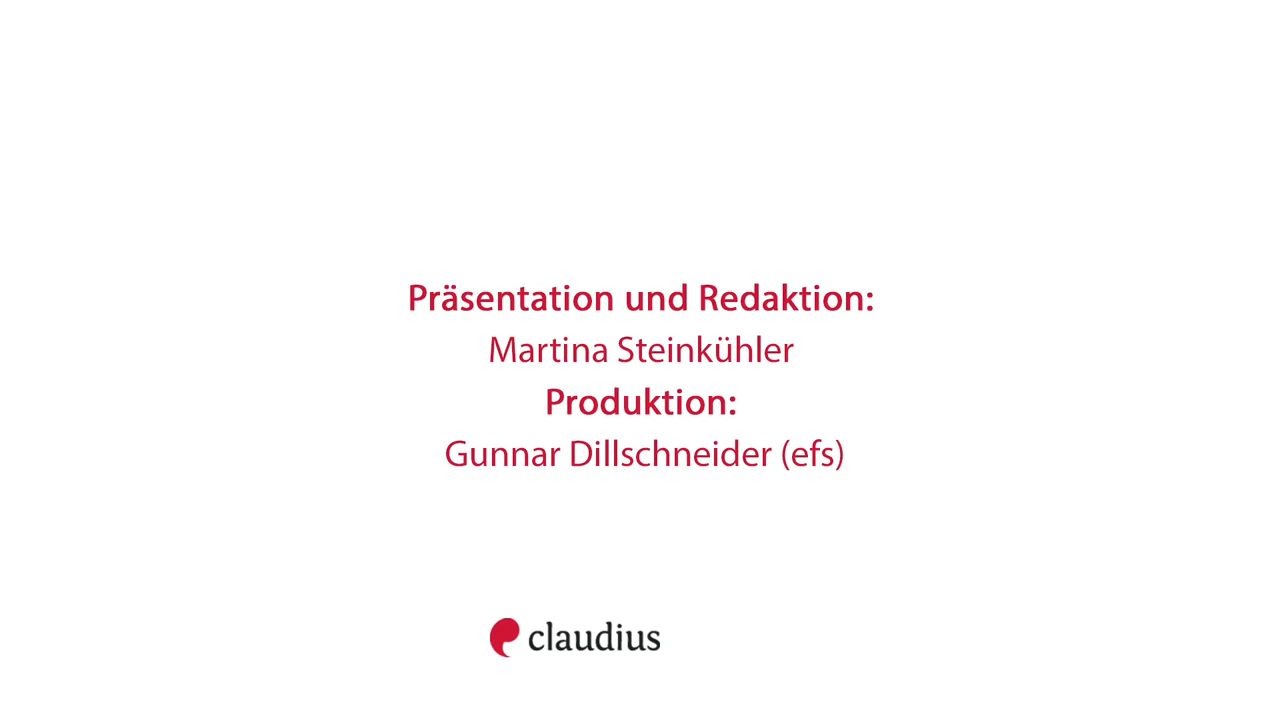 Präsentation und Redaktion:
Martina Steinkühler
Produktion:
Gunnar Dillschneider (efs)
claudius